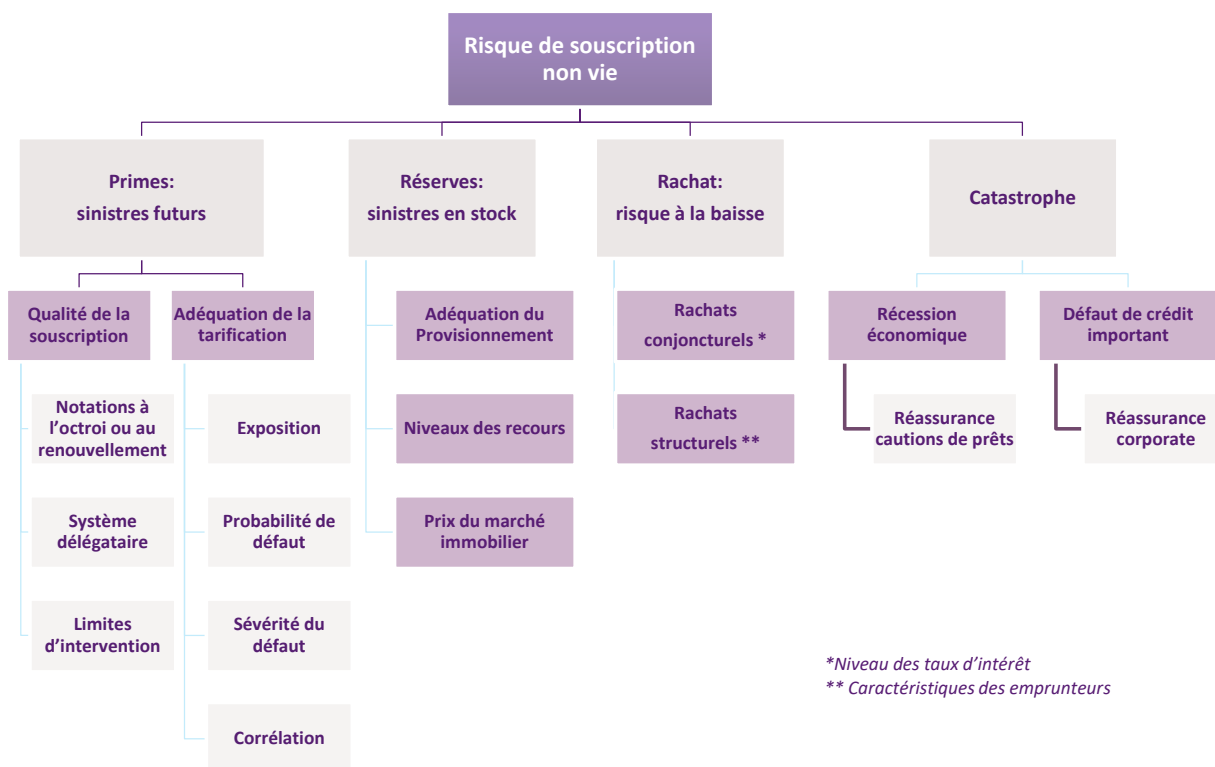 Risque de souscription
non vie
Primes:
sinistres futurs
Réserves:
sinistres en stock
Rachat:
risque à la baisse
Catastrophe
Qualité de la
souscription
Adéquation de la
tarification
Adéquation du
Provisionnement
Rachats
conjoncturels *
Récession
économique
Défaut de crédit
important
Notations à
l’octroi ou au
renouvellement
Exposition
Niveaux des recours
Rachats
structurels **
Réassurance
cautions de prêts
Réassurance
corporate
Système
délégataire
Probabilité de
défaut
Prix du marché
immobilier
Limites
d’intervention
Sévérité du
défaut
Corrélation
*Niveau des taux d’intérêt
** Caractéristiques des emprunteurs